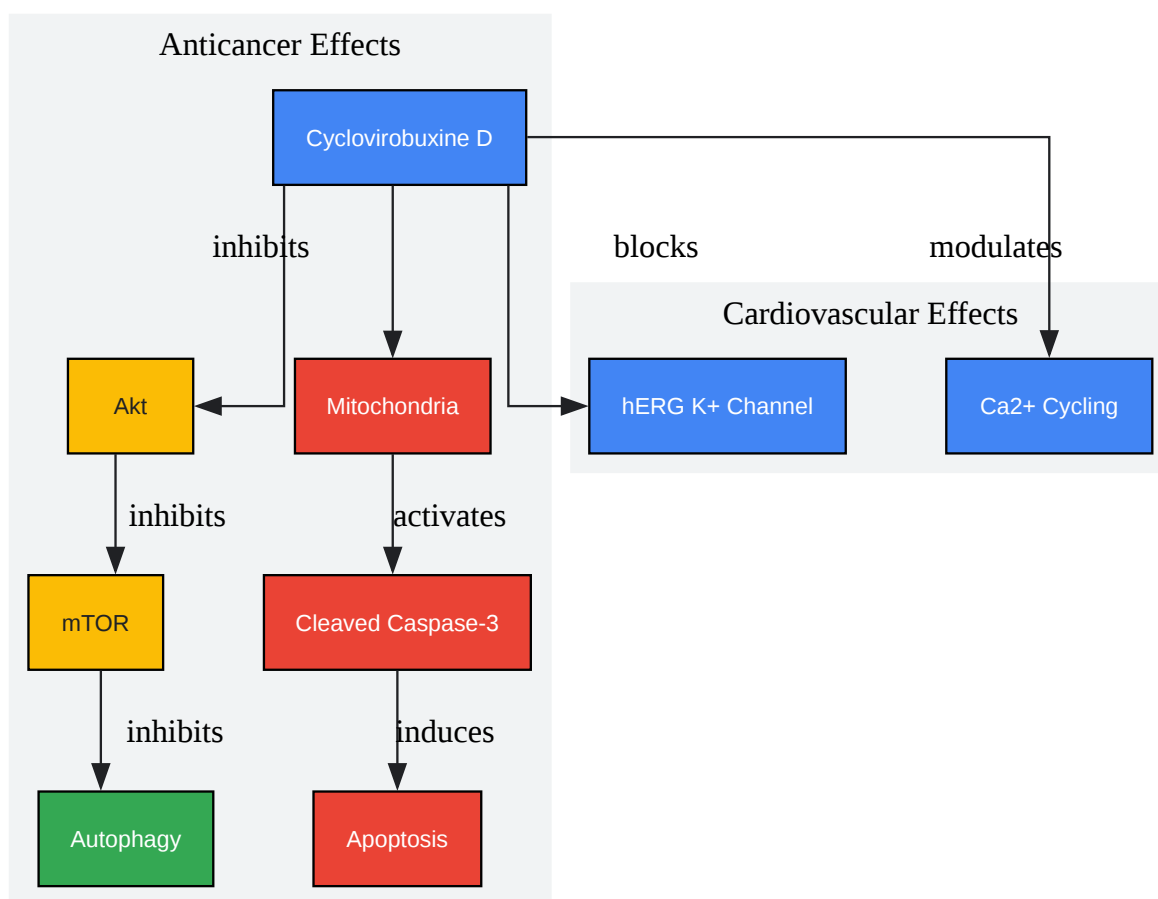 Anticancer Effects
Cyclovirobuxine D
inhibits
blocks
modulates
Cardiovascular Effects
Akt
Mitochondria
hERG K+ Channel
Ca2+ Cycling
inhibits
activates
mTOR
Cleaved Caspase-3
inhibits
induces
Autophagy
Apoptosis